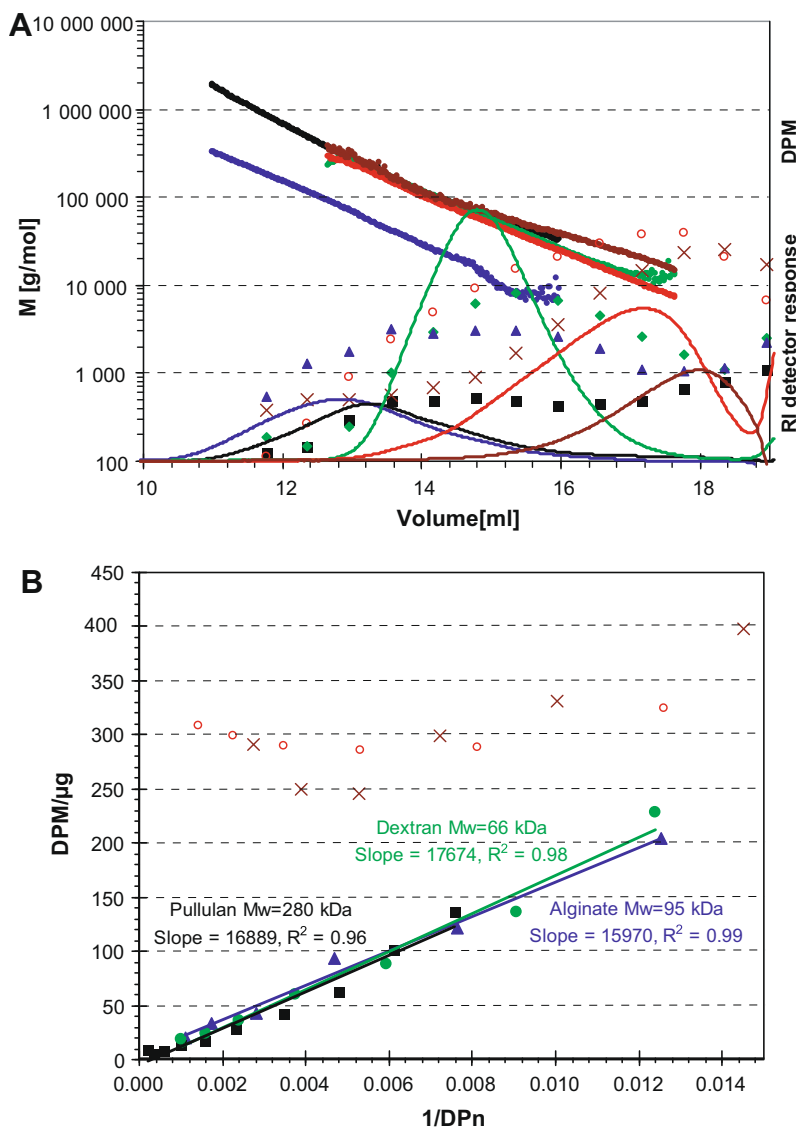 A
10 000 000
1 000 000
100 000
10 000
1 000
100
M [g/mol]
DPM
RI detector response
10
12
14
16
18
Volume[ml]
B
450
400
350
300
250
200
150
100
50
0
DPM/µg
Dextran Mw=66 kDa
Slope = 17674, R² = 0.98
Pullulan Mw=280 kDa
Slope = 16889, R² = 0.96
Alginate Mw=95 kDa
Slope = 15970, R² = 0.99
0.000
0.002
0.004
0.006
0.008
0.010
0.012
0.014
1/DPn